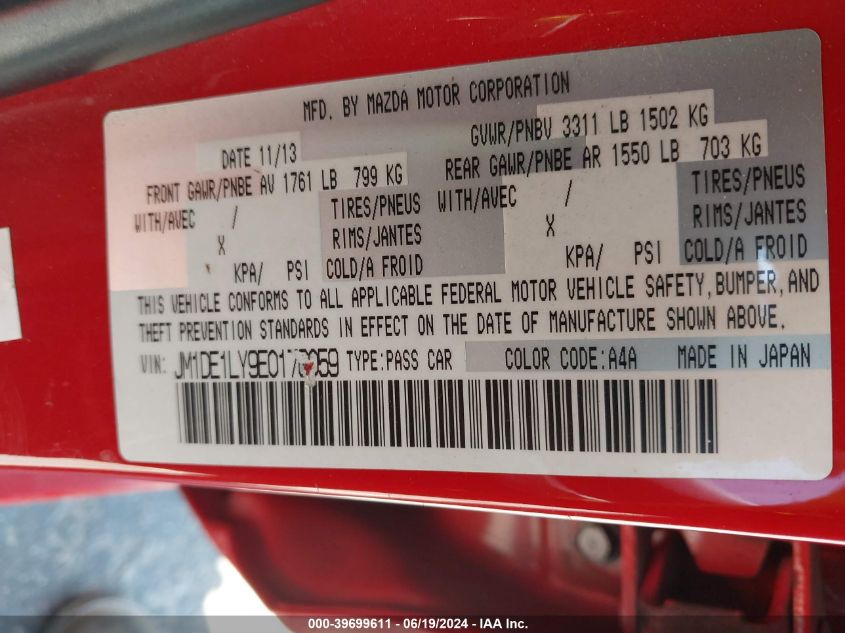 MFD. BY MAZDA MOTOR CORPORATION
DATE 11/13 GVWR/PNBV 3311 LB 1502 KG
FRONT GAWR/PNBE AV 1761 LB 799 KG REAR GAWR/PNBE AR 1550 LB 703 KG
WITH/AVEC / TIRES/PNEUS WITH/AVEC / TIRES/PNEUS
X RIMS/JANTES X RIMS/JANTES
KPA/ PSI COLD/A FROID KPA/ PSI COLD/A FROID
THIS VEHICLE CONFORMS TO ALL APPLICABLE FEDERAL MOTOR VEHICLE SAFETY, BUMPER, AND
THEFT PREVENTION STANDARDS IN EFFECT ON THE DATE OF MANUFACTURE SHOWN ABOVE.
VIN: TYPE:PASS CAR COLOR CODE:A4A MADE IN JAPAN
000-39699611 - 06/19/2024 - IAA Inc.